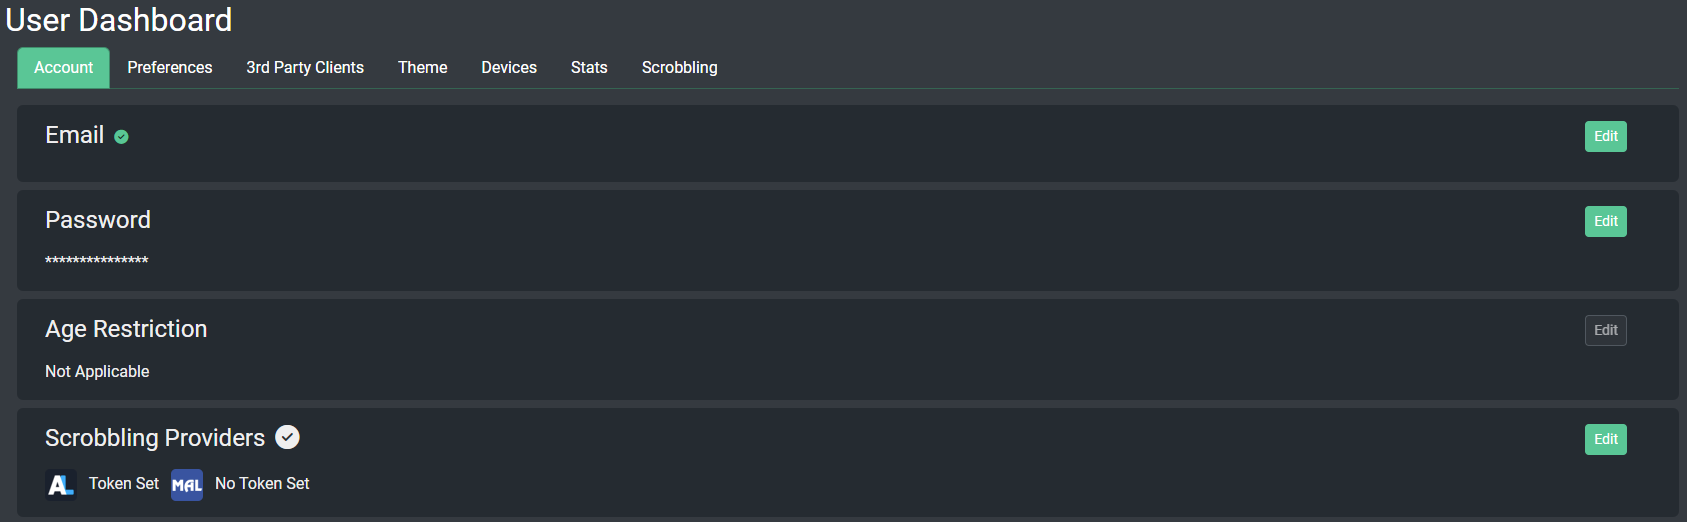 User Dashboard
Account Preferences 3rd Party Clients Theme Devices Stats Scrobbling
Email Edit
Password Edit
***************
Age Restriction Edit
Not Applicable
Scrobbling Providers Edit
AL Token Set MAL No Token Set